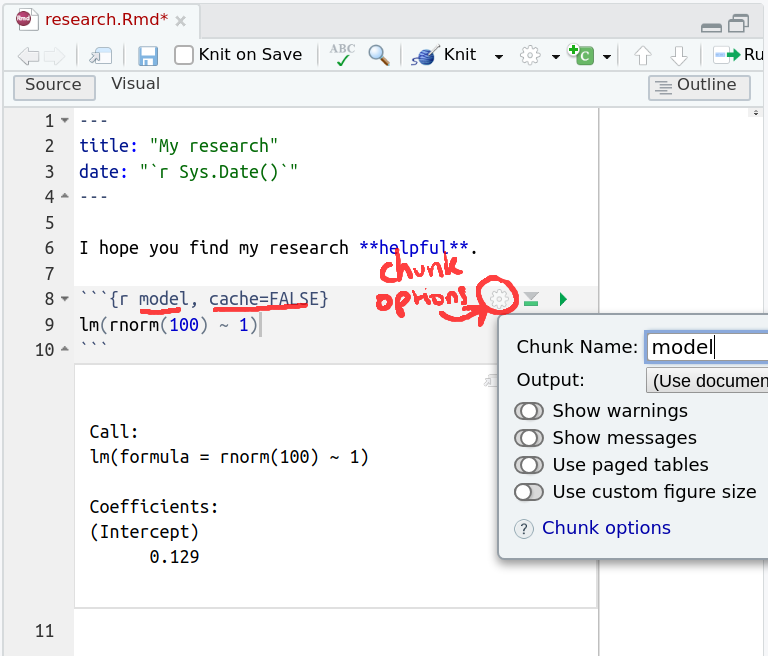 Rmd research.Rmd* ×
Knit on Save ABC Knit C Ru
Source Visual Outline
1 ---
2 title: "My research"
3 date: "`r Sys.Date()`"
4 ---
5
6 I hope you find my research **helpful**.
7
chunk
options
8 ```{r model, cache=FALSE}
9 lm(rnorm(100) ~ 1)
10 ```
Chunk Name: model
Output: (Use documen
Show warnings
Show messages
Use paged tables
Use custom figure size
? Chunk options
Call:
lm(formula = rnorm(100) ~ 1)
Coefficients:
(Intercept)
0.129
11